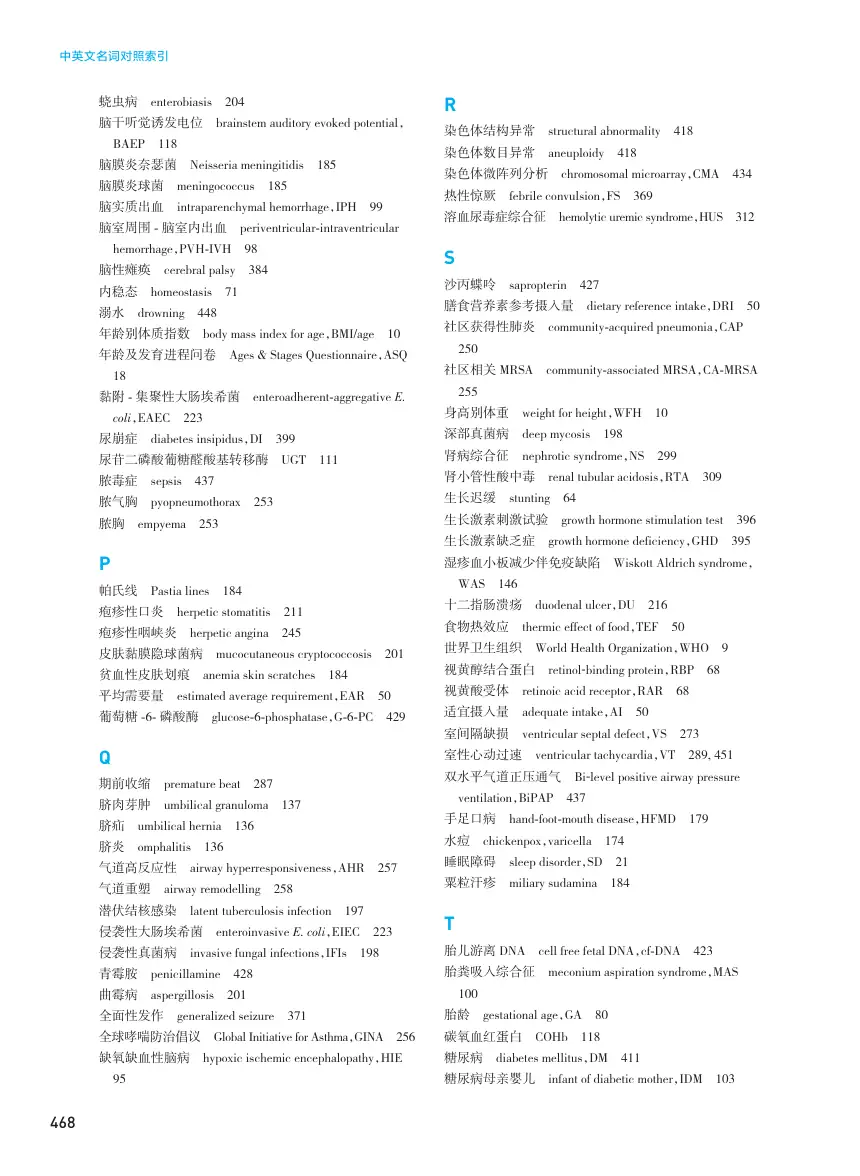 中英文名词对照索引
蛲虫病 enterobiasis 204
脑干听觉诱发电位 brainstem auditory evoked potential,
BAEP 118
脑膜炎奈瑟菌 Neisseria meningitidis 185
脑膜炎球菌 meningococcus 185
脑实质出血 intraparenchymal hemorrhage,IPH 99
脑室周围 - 脑室内出血 periventricular-intraventricular
hemorrhage,PVH-IVH 98
脑性瘫痪 cerebral palsy 384
内稳态 homeostasis 71
溺水 drowning 448
年龄别体质指数 body mass index for age,BMI/age 10
年龄及发育进程问卷 Ages & Stages Questionnaire,ASQ
18
黏附 - 集聚性大肠埃希菌 enteroadherent-aggregative E.
coli,EAEC 223
尿崩症 diabetes insipidus,DI 399
尿苷二磷酸葡糖醛酸基转移酶 UGT 111
脓毒症 sepsis 437
脓气胸 pyopneumothorax 253
脓胸 empyema 253
P
帕氏线 Pastia lines 184
疱疹性口炎 herpetic stomatitis 211
疱疹性咽峡炎 herpetic angina 245
皮肤黏膜隐球菌病 mucocutaneous cryptococcosis 201
贫血性皮肤划痕 anemia skin scratches 184
平均需要量 estimated average requirement,EAR 50
葡萄糖 -6- 磷酸酶 glucose-6-phosphatase,G-6-PC 429
Q
期前收缩 premature beat 287
脐肉芽肿 umbilical granuloma 137
脐疝 umbilical hernia 136
脐炎 omphalitis 136
气道高反应性 airway hyperresponsiveness,AHR 257
气道重塑 airway remodelling 258
潜伏结核感染 latent tuberculosis infection 197
侵袭性大肠埃希菌 enteroinvasive E. coli,EIEC 223
侵袭性真菌病 invasive fungal infections,IFIs 198
青霉胺 penicillamine 428
曲霉病 aspergillosis 201
全面性发作 generalized seizure 371
全球哮喘防治倡议 Global Initiative for Asthma,GINA 256
缺氧缺血性脑病 hypoxic ischemic encephalopathy,HIE
95
R
染色体结构异常 structural abnormality 418
染色体数目异常 aneuploidy 418
染色体微阵列分析 chromosomal microarray,CMA 434
热性惊厥 febrile convulsion,FS 369
溶血尿毒症综合征 hemolytic uremic syndrome,HUS 312
S
沙丙蝶呤 sapropterin 427
膳食营养素参考摄入量 dietary reference intake,DRI 50
社区获得性肺炎 community-acquired pneumonia,CAP
250
社区相关 MRSA community-associated MRSA,CA-MRSA
255
身高别体重 weight for height,WFH 10
深部真菌病 deep mycosis 198
肾病综合征 nephrotic syndrome,NS 299
肾小管性酸中毒 renal tubular acidosis,RTA 309
生长迟缓 stunting 64
生长激素刺激试验 growth hormone stimulation test 396
生长激素缺乏症 growth hormone deficiency,GHD 395
湿疹血小板减少伴免疫缺陷 Wiskott Aldrich syndrome,
WAS 146
十二指肠溃疡 duodenal ulcer,DU 216
食物热效应 thermic effect of food,TEF 50
世界卫生组织 World Health Organization,WHO 9
视黄醇结合蛋白 retinol-binding protein,RBP 68
视黄酸受体 retinoic acid receptor,RAR 68
适宜摄入量 adequate intake,AI 50
室间隔缺损 ventricular septal defect,VS 273
室性心动过速 ventricular tachycardia,VT 289, 451
双水平气道正压通气 Bi-level positive airway pressure
ventilation,BiPAP 437
手足口病 hand-foot-mouth disease,HFMD 179
水痘 chickenpox,varicella 174
睡眠障碍 sleep disorder,SD 21
粟粒汗疹 miliary sudamina 184
T
胎儿游离 DNA cell free fetal DNA,cf-DNA 423
胎粪吸入综合征 meconium aspiration syndrome,MAS
100
胎龄 gestational age,GA 80
碳氧血红蛋白 COHb 118
糖尿病 diabetes mellitus,DM 411
糖尿病母亲婴儿 infant of diabetic mother,IDM 103
468